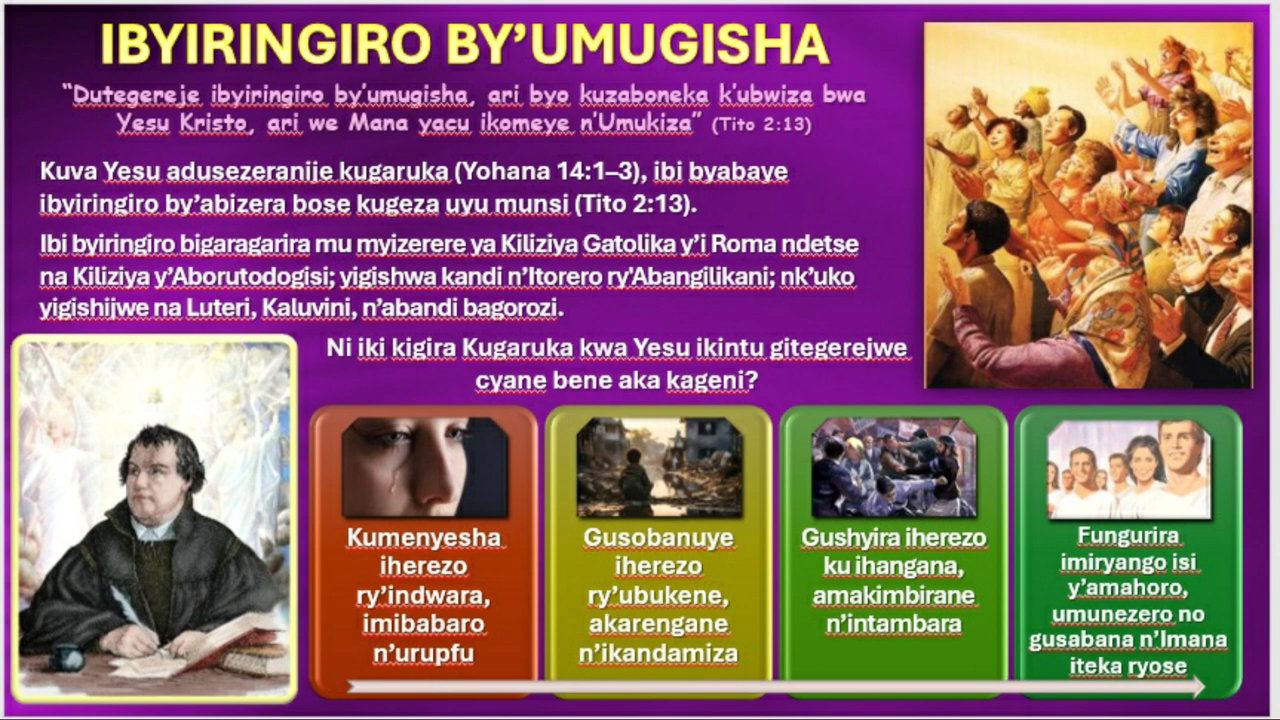 IBYIRINGIRO BY’UMUGISHA
“Dutegereje ibyiringiro by’umugisha, ari byo kuzaboneka k’ubwiza bwa
Yesu Kristo, ari we Mana yacu ikomeye n’Umukiza” (Tito 2:13)
Kuva Yesu adusezeranije kugaruka (Yohana 14:1–3), ibi byabaye
ibyiringiro by’abizera bose kugeza uyu munsi (Tito 2:13).
Ibi byiringiro bigaragarira mu myizerere ya Kiliziya Gatolika y’i Roma ndetse
na Kiliziya y’Aborutodogisi; yigishwa kandi n’Itorero ry’Abangilikani; nk’uko
yigishijwe na Luteri, Kaluvini, n’abandi bagorozi.
Ni iki kigira Kugaruka kwa Yesu ikintu gitegerejwe
cyane bene aka kageni?
Kumenyesha
iherezo
ry’indwara,
imibabaro
n’urupfu
Gusobanuye
iherezo
ry’ubukene,
akarengane
n’ikandamiza
Gushyira iherezo
ku ihangana,
amakimbirane
n’intambara
Fungurira
imiryango isi
y’amahoro,
umunezero no
gusabana n’Imana
iteka ryose